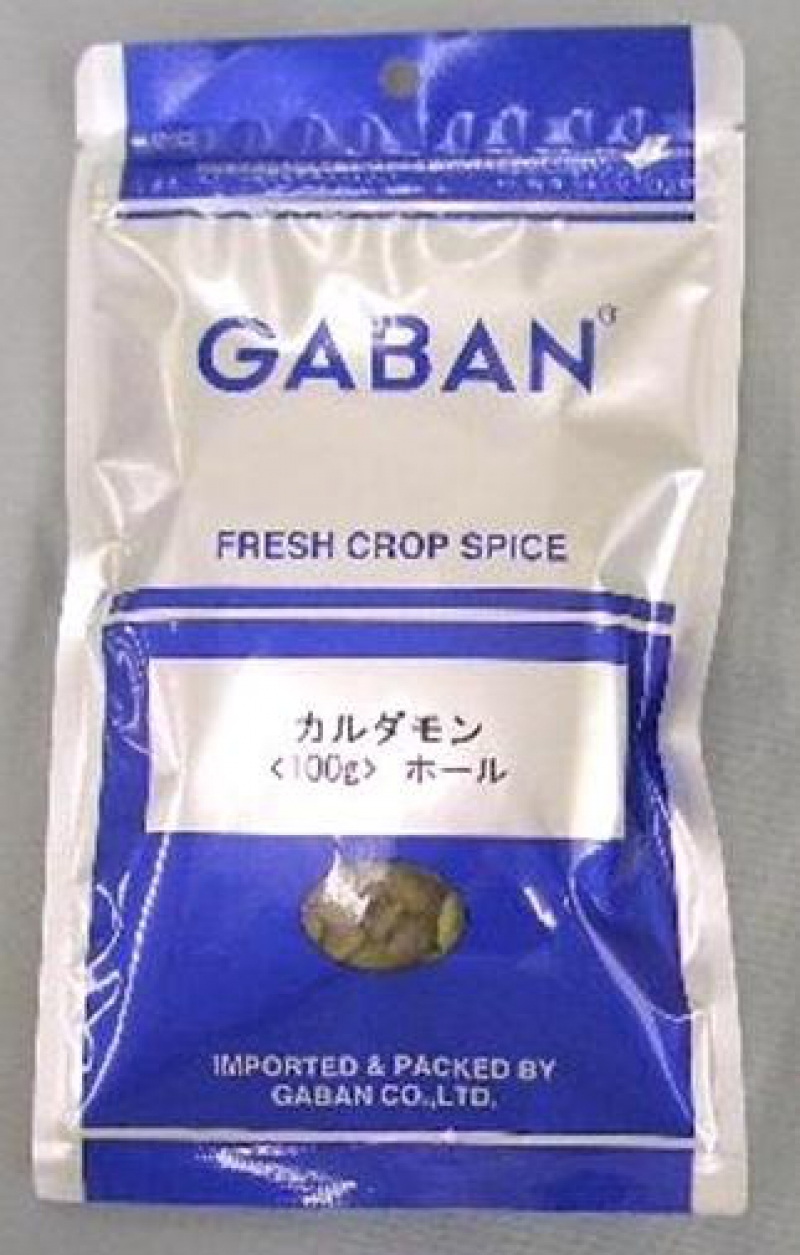 GABAN®
FRESH CROP SPICE
カルダモン
<100g> ホール
IMPORTED & PACKED BY
GABAN CO.,LTD.